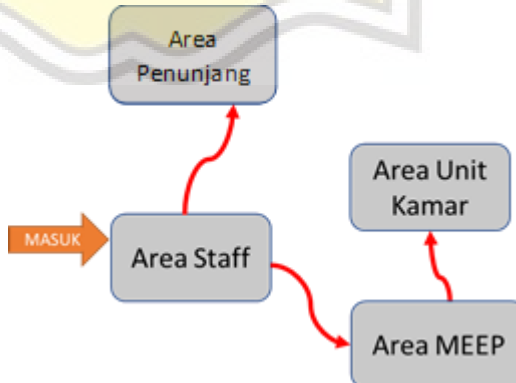 Area
Penunjang
Area Unit
Kamar
MASUK
Area Staff
Area MEEP